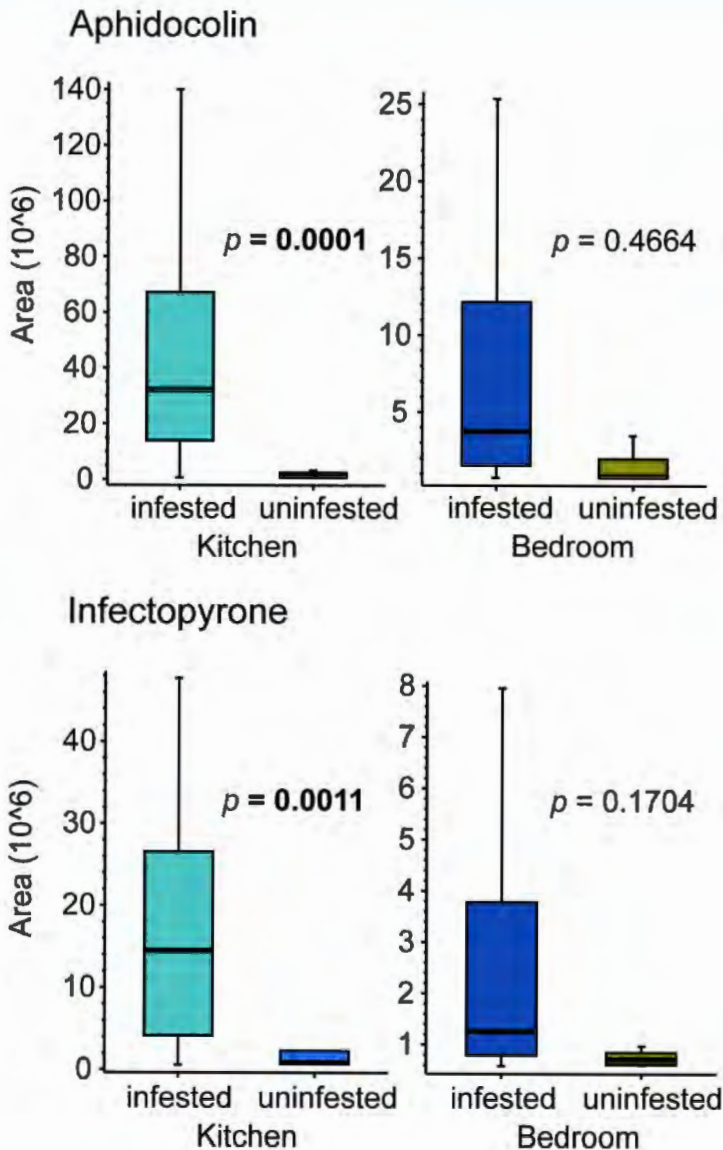 Aphidocolin
Area (10^6)
140
120
100
80
60
40
20
0
p = 0.0001
infested uninfested
Kitchen
25
20
15
10
5
p = 0.4664
infested uninfested
Bedroom
Infectopyrone
Area (10^6)
40
30
20
10
0
p = 0.0011
infested uninfested
Kitchen
8
7
6
5
4
3
2
1
p = 0.1704
infested uninfested
Bedroom